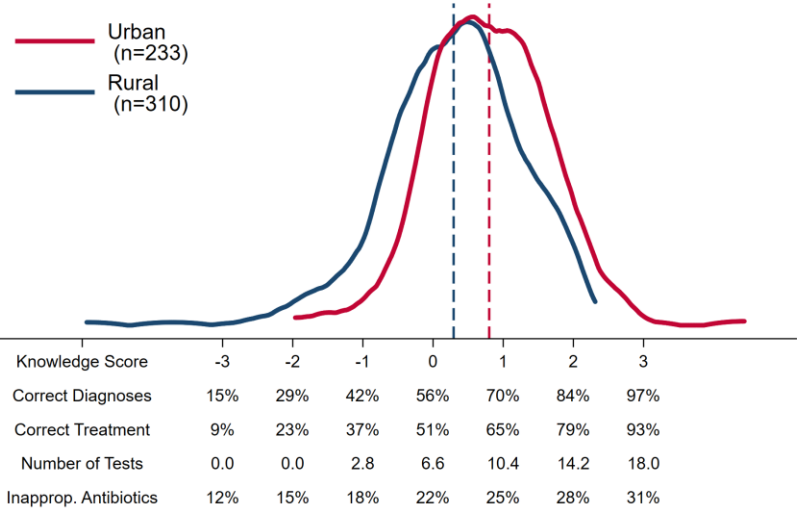 Urban
(n=233)
Rural
(n=310)
Knowledge Score -3 -2 -1 0 1 2 3
Correct Diagnoses 15% 29% 42% 56% 70% 84% 97%
Correct Treatment 9% 23% 37% 51% 65% 79% 93%
Number of Tests 0.0 0.0 2.8 6.6 10.4 14.2 18.0
Inapprop. Antibiotics 12% 15% 18% 22% 25% 28% 31%